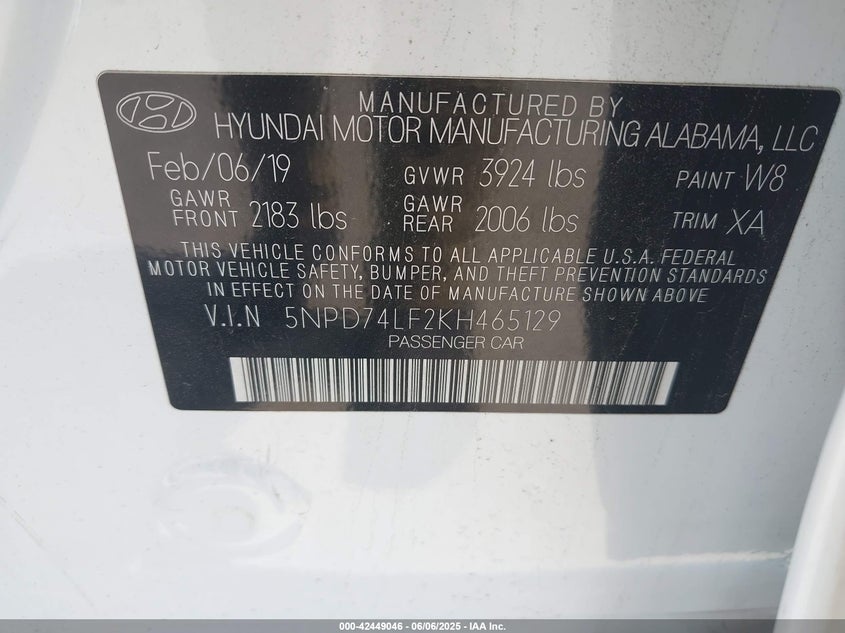 MANUFACTURED BY
HYUNDAI MOTOR MANUFACTURING ALABAMA, LLC
Feb/06/19 GVWR 3924 lbs PAINT W8
GAWR FRONT 2183 lbs GAWR REAR 2006 lbs TRIM XA
THIS VEHICLE CONFORMS TO ALL APPLICABLE U.S.A. FEDERAL
MOTOR VEHICLE SAFETY, BUMPER, AND THEFT PREVENTION STANDARDS
IN EFFECT ON THE DATE OF MANUFACTURE SHOWN ABOVE
V.I.N 5NPD74LF2KH465129
PASSENGER CAR
000-42449046 - 06/06/2025 - IAA Inc.